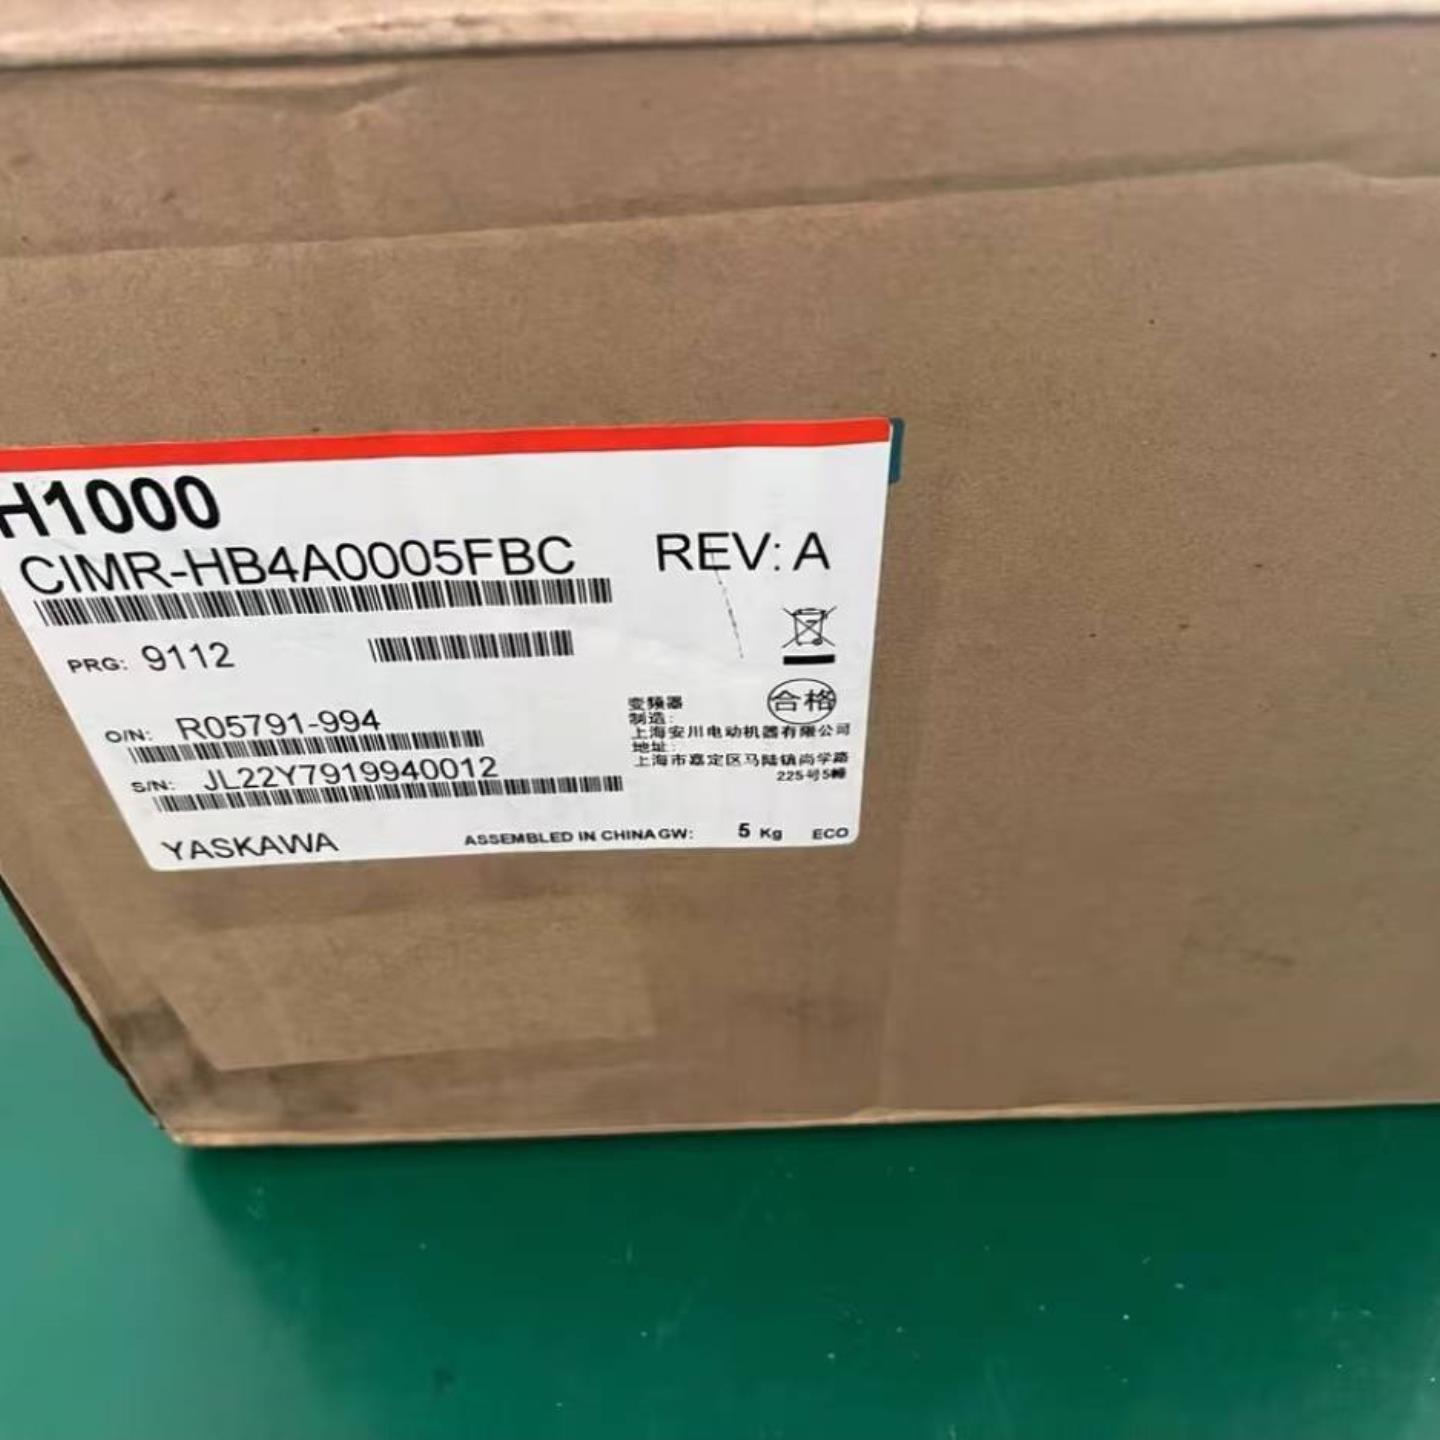 H1000
CIMR-HB4A0005FBC REV: A
PRG: 9112
O/N: R05791-994
S/N: JL22Y7919940012
合格
变频器
制造:
上海安川电动机器有限公司
地址:
上海市嘉定区马陆镇尚学路
225号5幢
YASKAWA ASSEMBLED IN CHINA GW: 5 Kg ECO